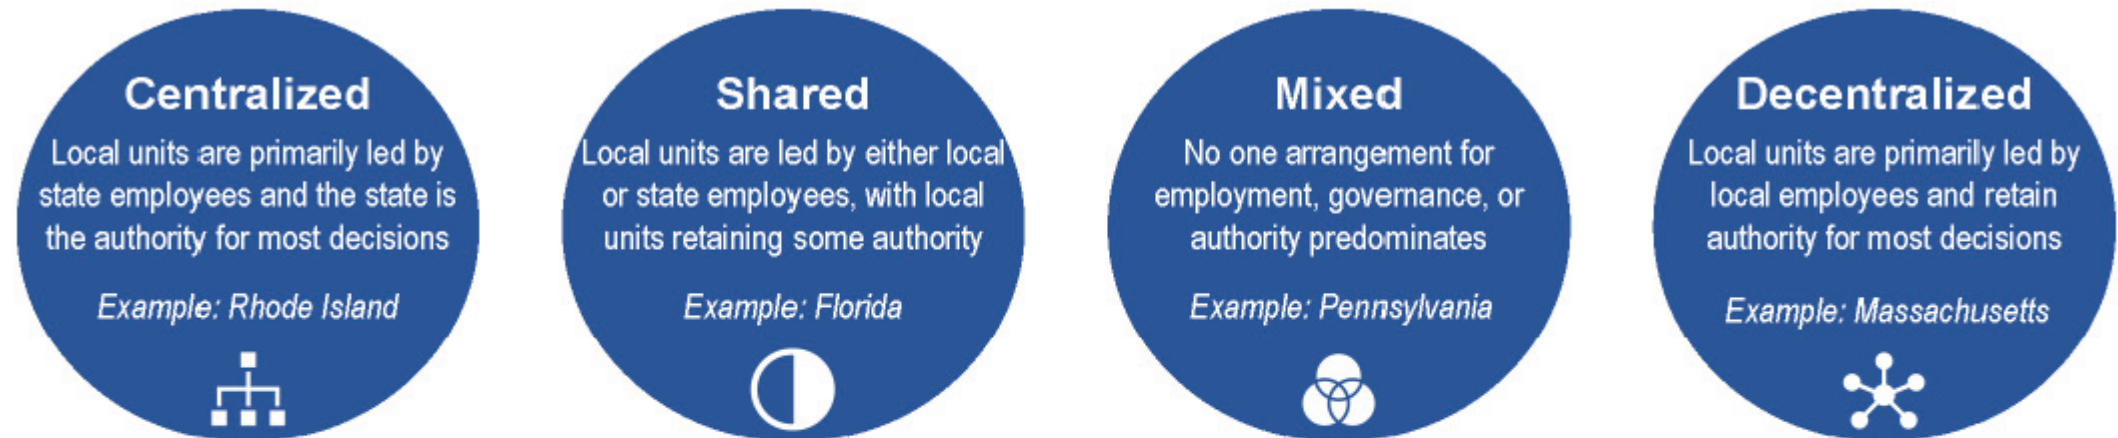 Centralized
Local units are primarily led by
state employees and the state is
the authority for most decisions
Example: Rhode Island
Shared
Local units are led by either local
or state employees, with local
units retaining some authority
Example: Florida
Mixed
No one arrangement for
employment, governance, or
authority predominates
Example: Pennsylvania
Decentralized
Local units are primarily led by
local employees and retain
authority for most decisions
Example: Massachusetts